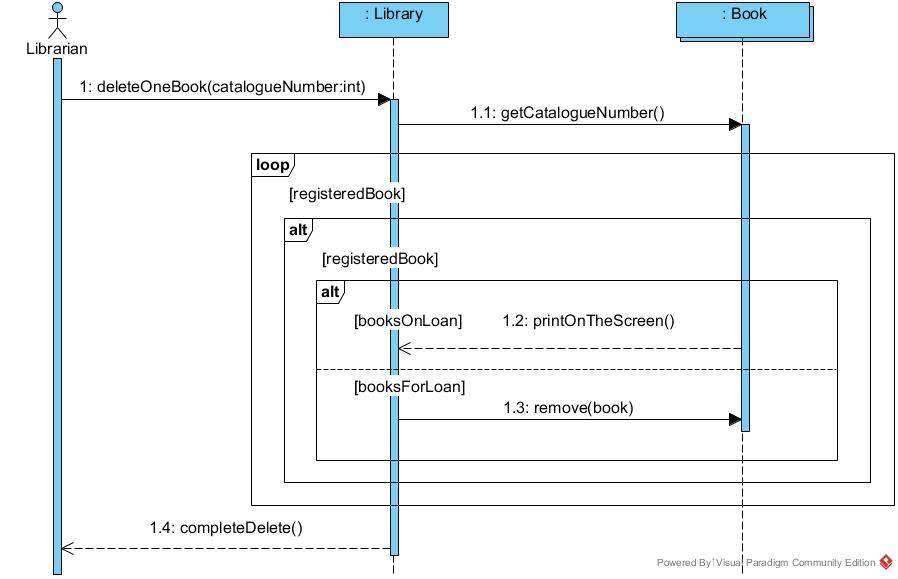 : Library
: Book
Librarian
1: deleteOneBook(catalogueNumber:int)
1.1: getCatalogueNumber()
loop
[registeredBook]
alt
[registeredBook]
alt
[booksOnLoan]
1.2: printOnTheScreen()
[booksForLoan]
1.3: remove(book)
1.4: completeDelete()
Powered By Visual Paradigm Community Edition